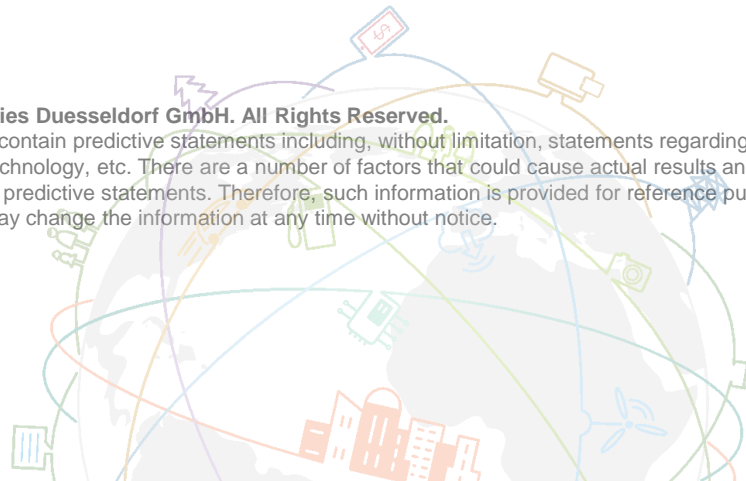 ies Duesseldorf GmbH. All Rights Reserved.
contain predictive statements including, without limitation, statements regarding
chnology, etc. There are a number of factors that could cause actual results an
predictive statements. Therefore, such information is provided for reference pu
ay change the information at any time without notice.